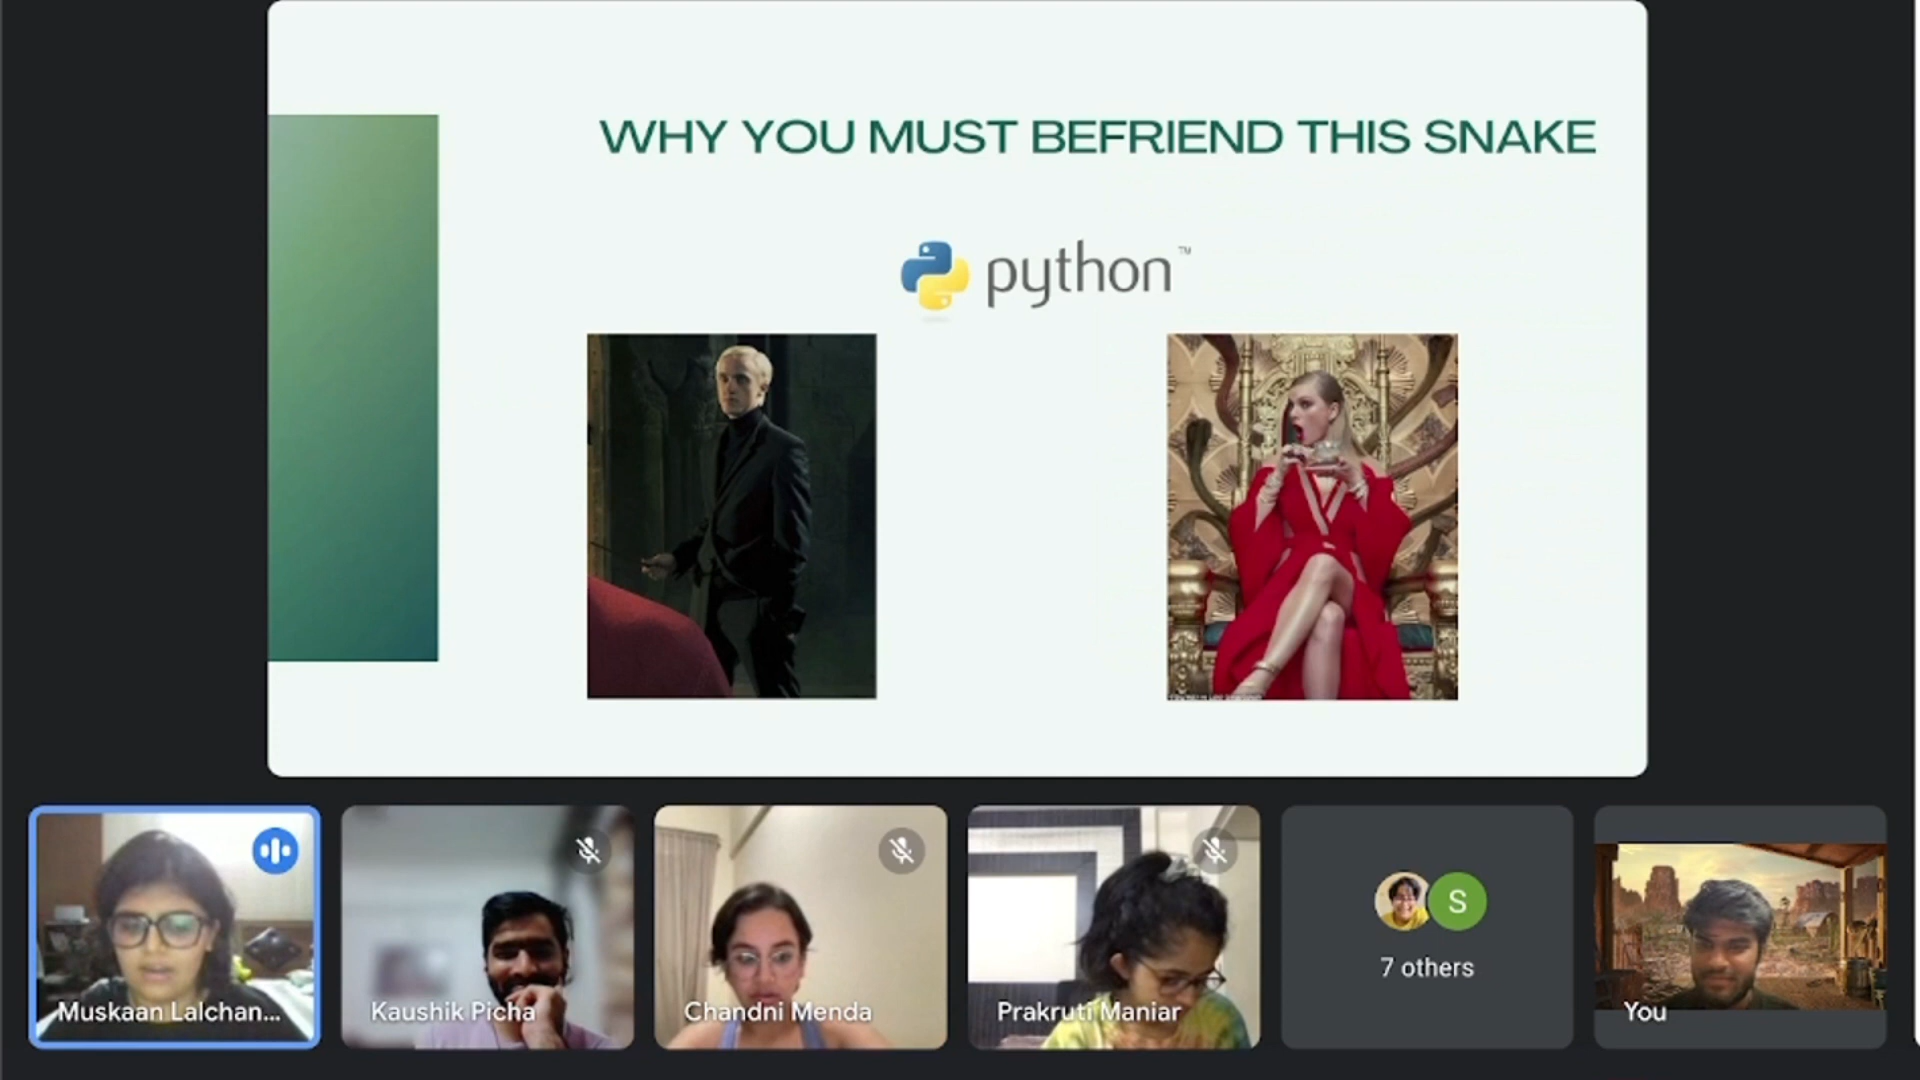 WHY YOU MUST BEFRIEND THIS SNAKE
python™
Muskaan Lalchan...
Kaushik Picha
Chandni Menda
Prakruti Maniar
S
7 others
You